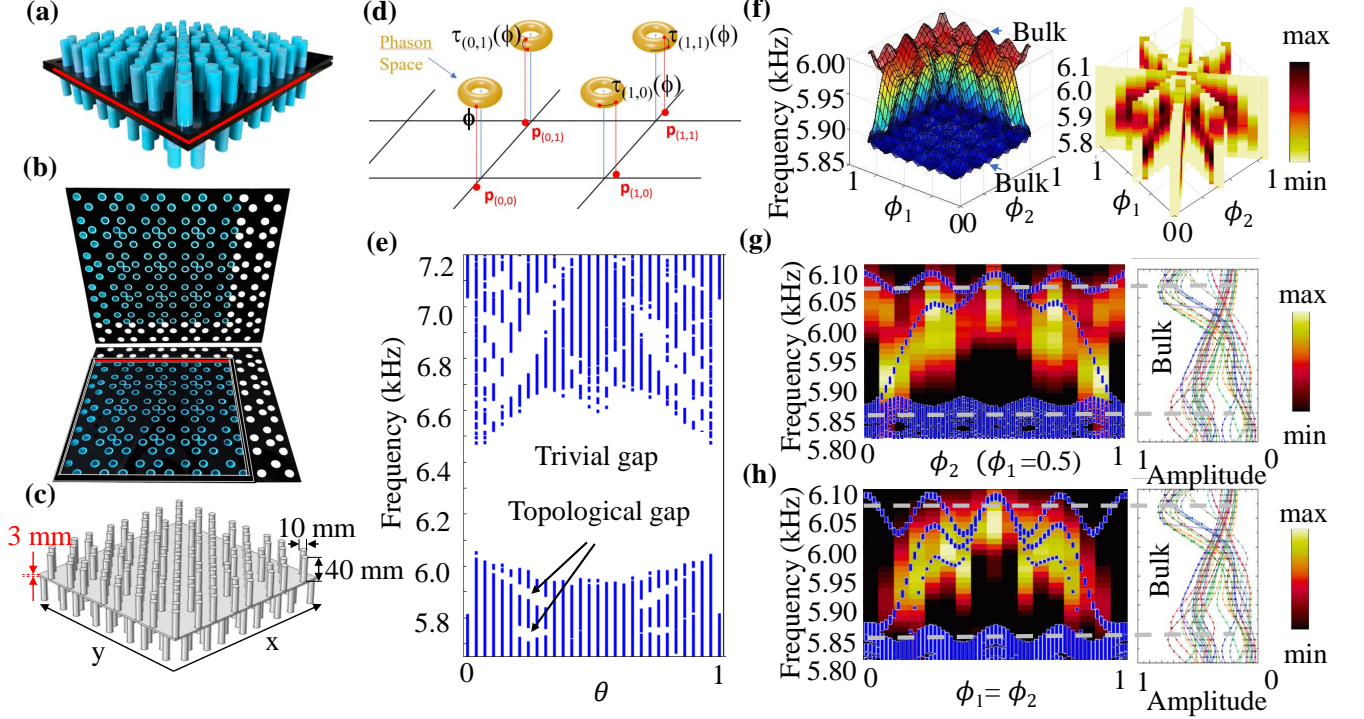 (a)
(b)
(c)
3 mm
10 mm
40 mm
y
x
(d)
Phason
Space
τ(0,1)(ϕ)
τ(1,1)(ϕ)
τ(1,0)(ϕ)
ϕ
p(0,1)
p(1,1)
p(0,0)
p(1,0)
(e)
Frequency (kHz)
7.2
7.0
6.8
6.6
6.4
6.2
6.0
5.8
Trivial gap
Topological gap
0
θ
1
(f)
Frequency (kHz)
6.00
5.95
5.90
5.85
Bulk
Bulk
1
ϕ1
00
ϕ2
1
6.1
6.0
5.9
5.8
1
ϕ1
00
ϕ2
1
max
min
(g)
Frequency (kHz)
6.10
6.05
6.00
5.95
5.90
5.85
5.80
0
ϕ2 (ϕ1=0.5)
1
Bulk
1
Amplitude
0
max
min
(h)
Frequency (kHz)
6.10
6.05
6.00
5.95
5.90
5.85
5.80
0
ϕ1= ϕ2
1
Bulk
1
Amplitude
0
max
min